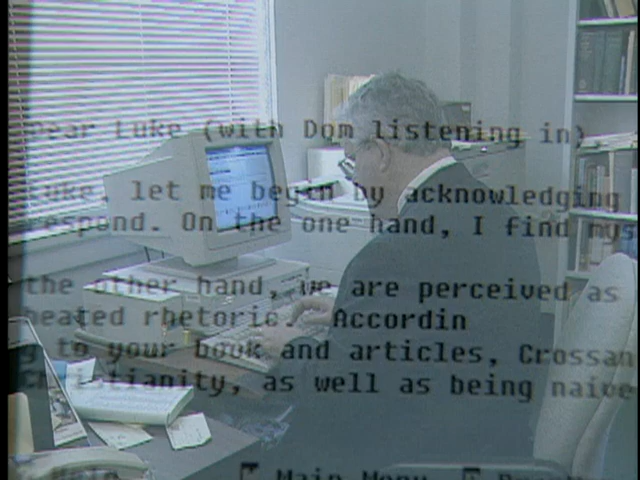 Dear Luke (with Dom listening in)
Luke, let me begin by acknowledging
respond. On the one hand, I find mys
the other hand, we are perceived as
heated rhetoric. Accordin
g to your book and articles, Crossan
Christianity, as well as being naive
Help Main Menu